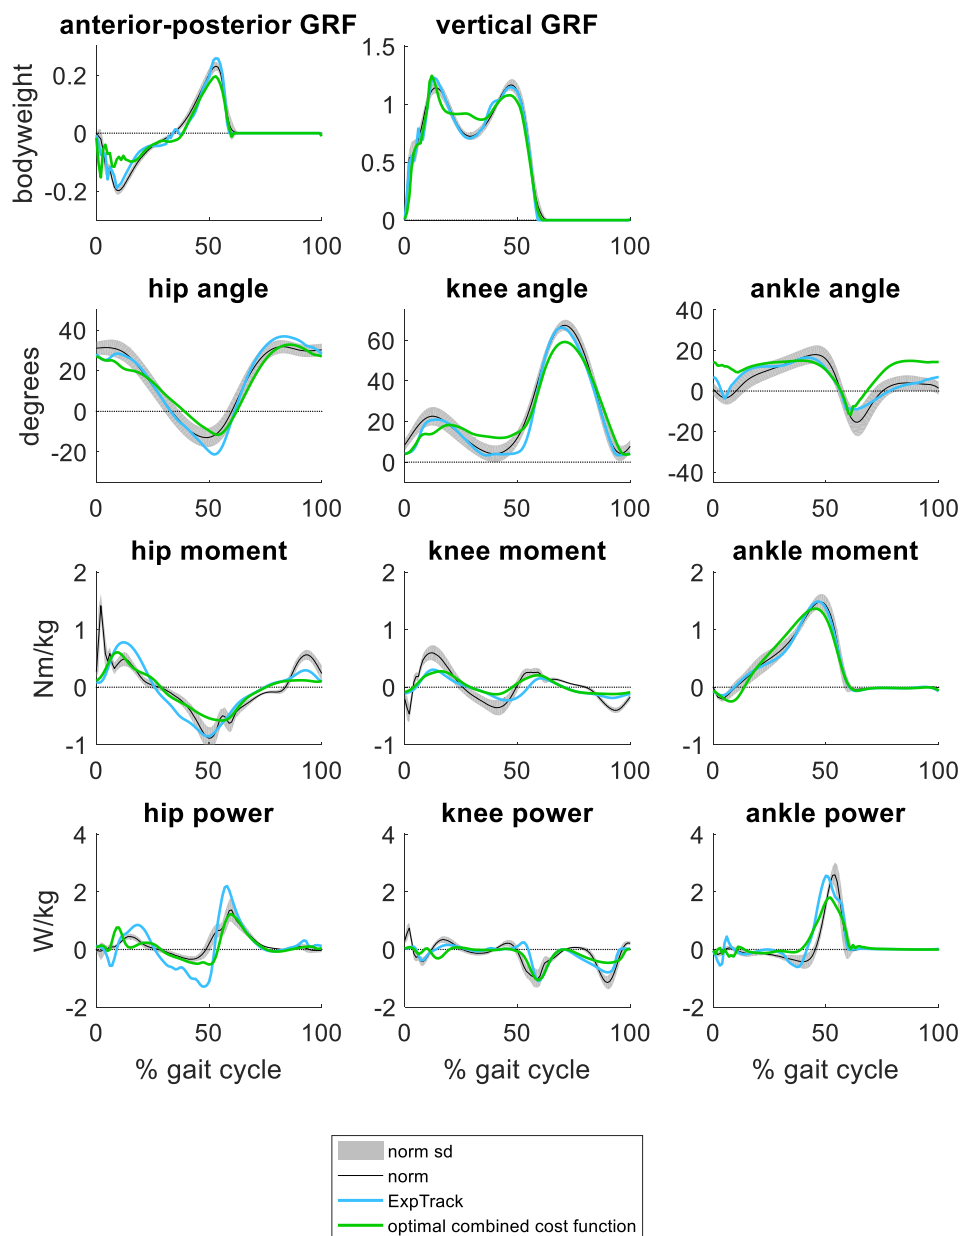 anterior-posterior GRF vertical GRF
bodyweight
0.2
0
-0.2
0 50 100
1.5
1
0.5
0
0 50 100
hip angle knee angle ankle angle
degrees
40
20
0
-20
0 50 100
60
40
20
0
0 50 100
40
20
0
-20
-40
0 50 100
hip moment knee moment ankle moment
Nm/kg
2
1
0
-1
0 50 100
2
1
0
-1
0 50 100
2
1
0
-1
0 50 100
hip power knee power ankle power
W/kg
4
2
0
-2
0 50 100
4
2
0
-2
0 50 100
4
2
0
-2
0 50 100
% gait cycle % gait cycle % gait cycle
norm sd
norm
ExpTrack
optimal combined cost function